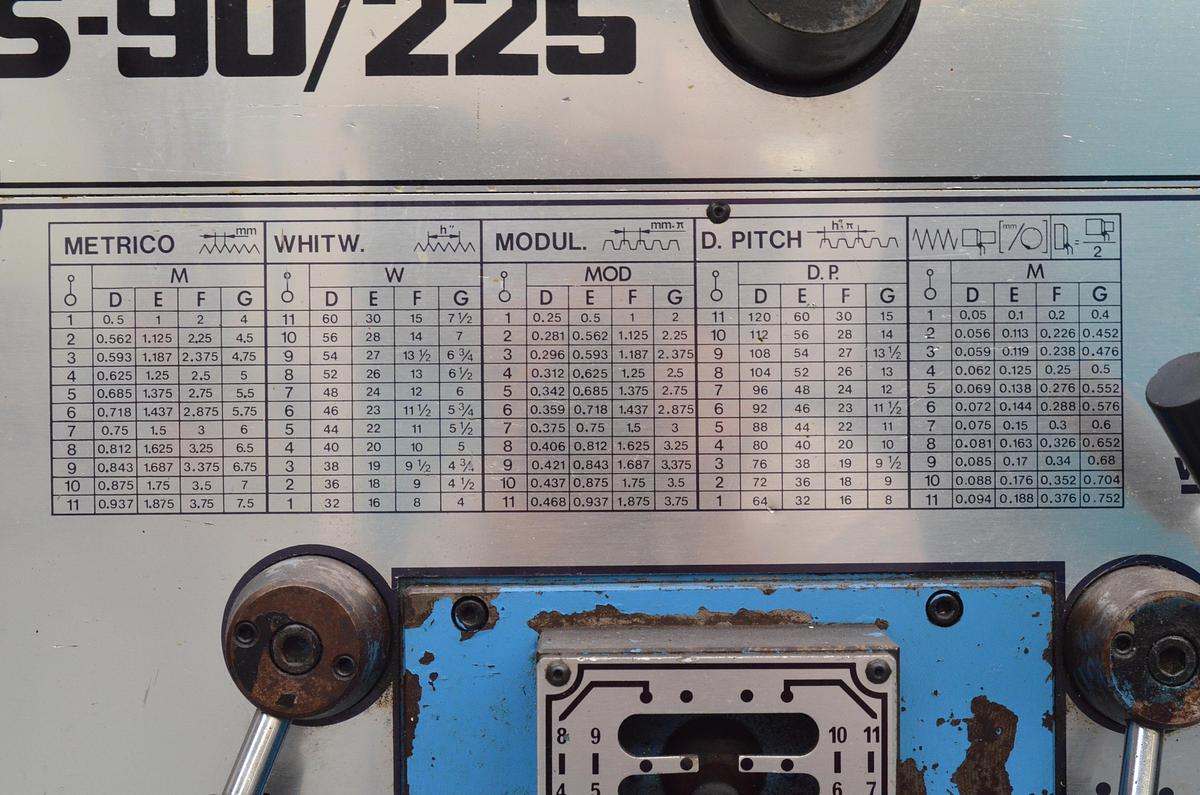 S-90/225
METRICO mm WHITW. h" MODUL. mm.π D. PITCH h".π mm/ = 2
M W MOD D.P. M
D E F G D E F G D E F G D E F G D E F G
1 0.5 1 2 4 11 60 30 15 7 ½ 1 0.25 0.5 1 2 11 120 60 30 15 1 0.05 0.1 0.2 0.4
2 0.562 1.125 2.25 4.5 10 56 28 14 7 2 0.281 0.562 1.125 2.25 10 112 56 28 14 2 0.056 0.113 0.226 0.452
3 0.593 1.187 2.375 4.75 9 54 27 13 ½ 6 ¾ 3 0.296 0.593 1.187 2.375 9 108 54 27 13 ½ 3 0.059 0.119 0.238 0.476
4 0.625 1.25 2.5 5 8 52 26 13 6 ½ 4 0.312 0.625 1.25 2.5 8 104 52 26 13 4 0.062 0.125 0.25 0.5
5 0.685 1.375 2.75 5.5 7 48 24 12 6 5 0.342 0.685 1.375 2.75 7 96 48 24 12 5 0.069 0.138 0.276 0.552
6 0.718 1.437 2.875 5.75 6 46 23 11 ½ 5 ¾ 6 0.359 0.718 1.437 2.875 6 92 46 23 11 ½ 6 0.072 0.144 0.288 0.576
7 0.75 1.5 3 6 5 44 22 11 5 ½ 7 0.375 0.75 1.5 3 5 88 44 22 11 7 0.075 0.15 0.3 0.6
8 0.812 1.625 3.25 6.5 4 40 20 10 5 8 0.406 0.812 1.625 3.25 4 80 40 20 10 8 0.081 0.163 0.326 0.652
9 0.843 1.687 3.375 6.75 3 38 19 9 ½ 4 ¾ 9 0.421 0.843 1.687 3,375 3 76 38 19 9 ½ 9 0.085 0.17 0.34 0.68
10 0.875 1.75 3.5 7 2 36 18 9 4 ½ 10 0.437 0.875 1.75 3.5 2 72 36 18 9 10 0.088 0.176 0.352 0.704
11 0.937 1.875 3.75 7.5 1 32 16 8 4 11 0.468 0.937 1.875 3.75 1 64 32 16 8 11 0.094 0.188 0.376 0.752
8 9 10 11
4 5 6 7